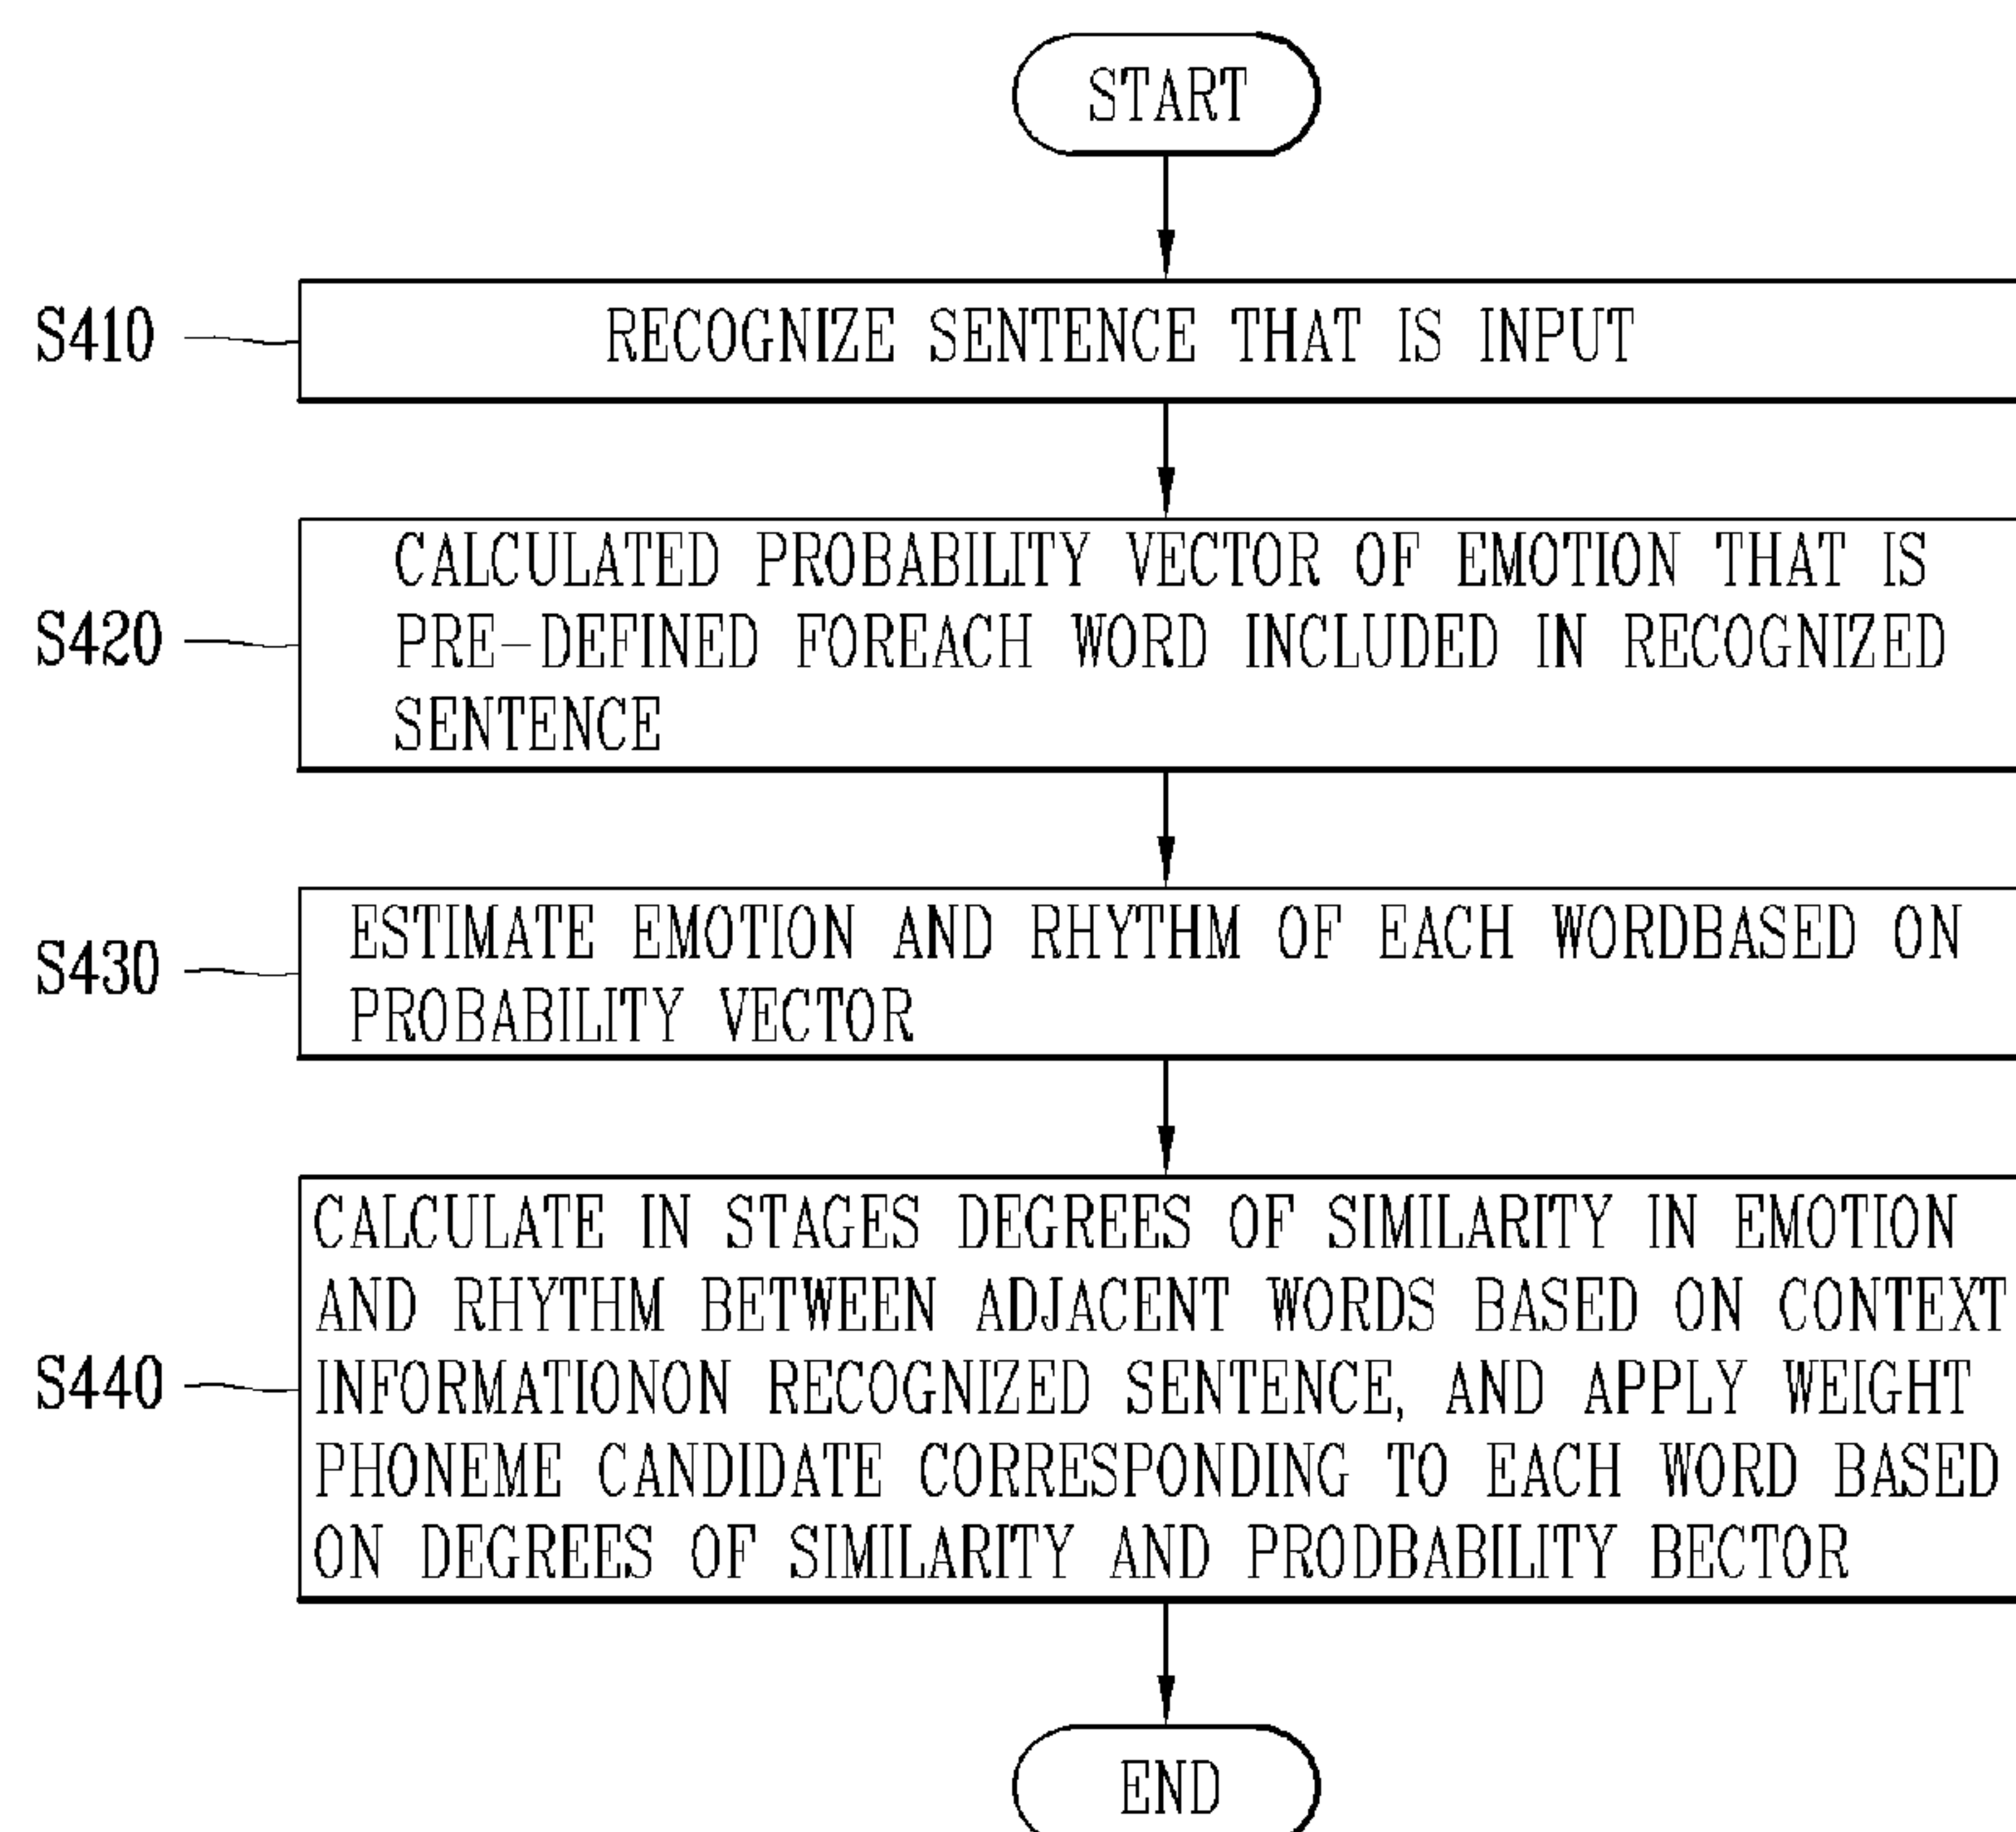 START
S410
RECOGNIZE SENTENCE THAT IS INPUT
S420
CALCULATED PROBABILITY VECTOR OF EMOTION THAT IS
PRE-DEFINED FOREACH WORD INCLUDED IN RECOGNIZED
SENTENCE
S430
ESTIMATE EMOTION AND RHYTHM OF EACH WORDBASED ON
PROBABILITY VECTOR
S440
CALCULATE IN STAGES DEGREES OF SIMILARITY IN EMOTION
AND RHYTHM BETWEEN ADJACENT WORDS BASED ON CONTEXT
INFORMATIONON RECOGNIZED SENTENCE, AND APPLY WEIGHT
PHONEME CANDIDATE CORRESPONDING TO EACH WORD BASED
ON DEGREES OF SIMILARITY AND PRODBABILITY BECTOR
END